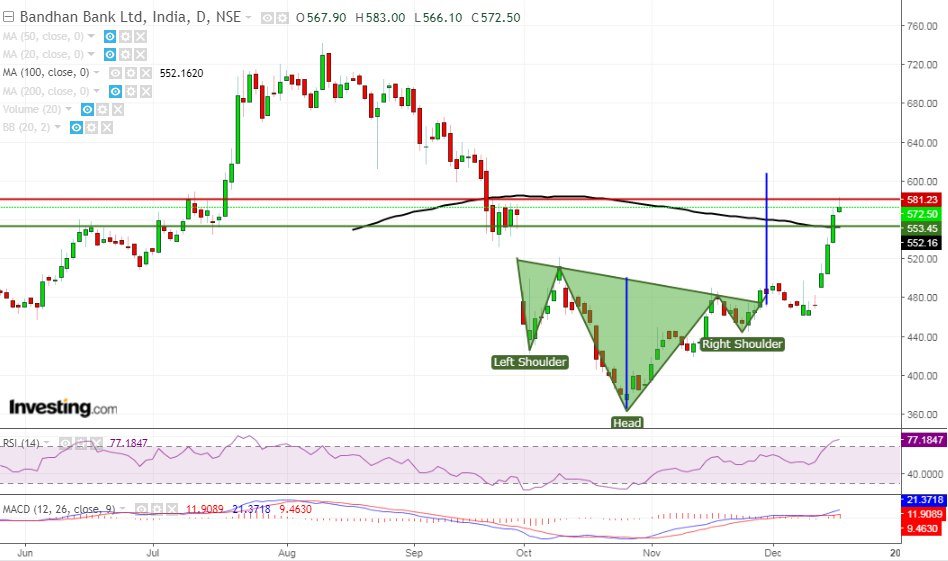 Bandhan Bank Ltd, India, D, NSE O 567.90 H 583.00 L 566.10 C 572.50
MA (50, close, 0)
MA (20, close, 0)
MA (100, close, 0) 552.1620
MA (200, close, 0)
Volume (20)
BB (20, 2)
760.00
720.00
680.00
640.00
600.00
581.23
572.50
553.45
552.16
520.00
480.00
440.00
400.00
360.00
Left Shoulder
Right Shoulder
Head
Investing.com
RSI (14) 77.1847
77.1847
40.0000
MACD (12, 26, close, 9) 11.9089 21.3718 9.4630
21.3718
11.9089
9.4630
Jun Jul Aug Sep Oct Nov Dec 20